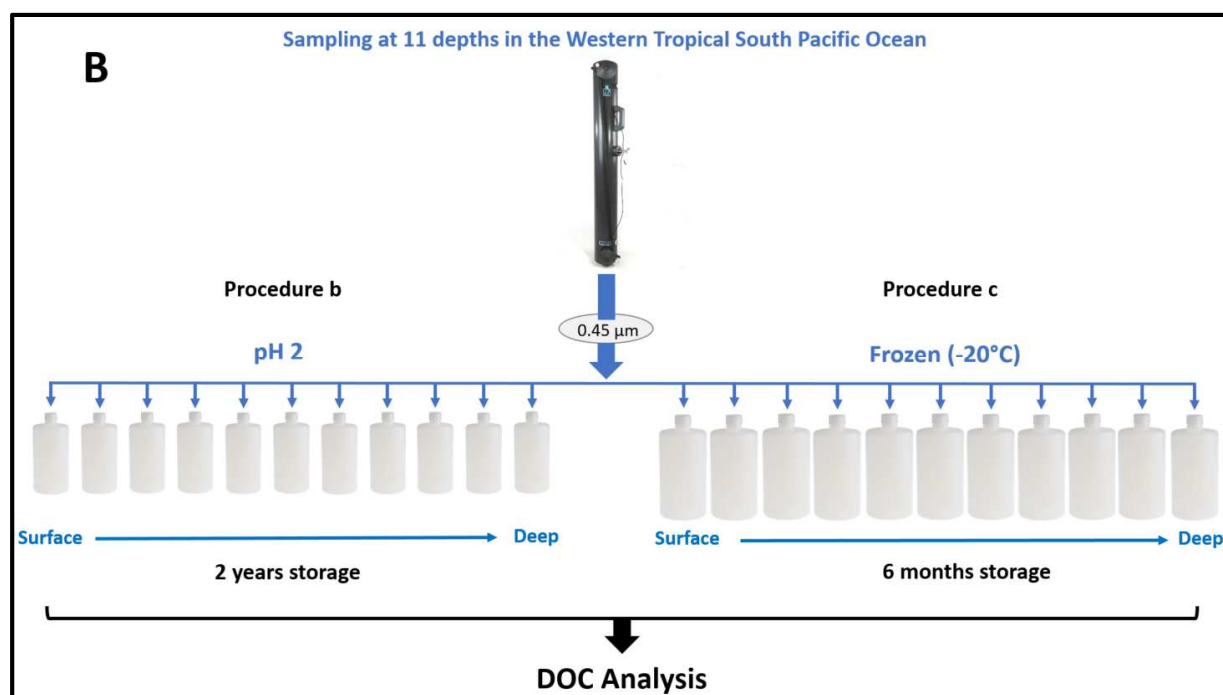 Sampling at 11 depths in the Western Tropical South Pacific Ocean
B
Procedure b
Procedure c
0.45 µm
pH 2
Frozen (-20°C)
Surface
Deep
Surface
Deep
2 years storage
6 months storage
DOC Analysis